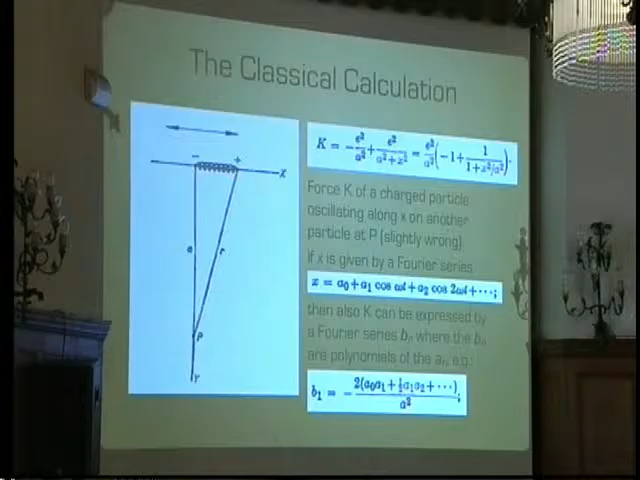 The Classical Calculation
K = -e²/a² + e²/(a²+x²) = e²/a² (-1 + 1/(1+x²/a²)).
Force K of a charged particle
oscillating along x on another
particle at P (slightly wrong)
If x is given by a Fourier series
x = a₀+a₁ cos ωt+a₂ cos 2ωt+⋯;
then also K can be expressed by
a Fourier series bₙ where the bₙ
are polynomials of the aₙ, e.g.:
b₁ = - 2(a₀a₁+½a₁a₂+⋯)/a²;
- +
X
a r
P
Y